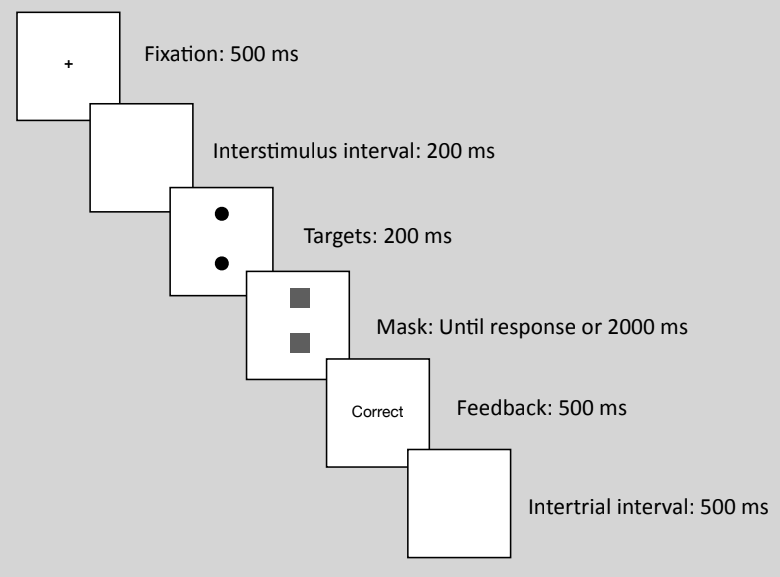 +
Fixation: 500 ms
Interstimulus interval: 200 ms
Targets: 200 ms
Mask: Until response or 2000 ms
Correct
Feedback: 500 ms
Intertrial interval: 500 ms